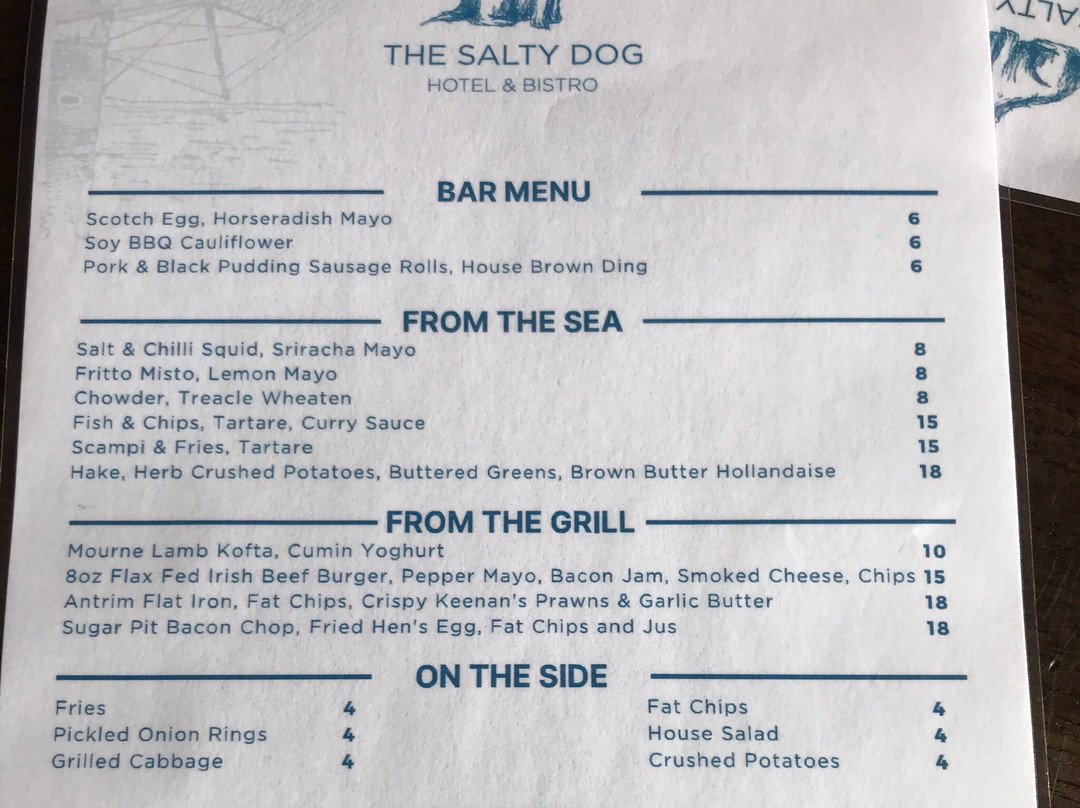 THE SALTY DOG
HOTEL & BISTRO
SALTY
BAR MENU
Scotch Egg, Horseradish Mayo 6
Soy BBQ Cauliflower 6
Pork & Black Pudding Sausage Rolls, House Brown Ding 6
FROM THE SEA
Salt & Chilli Squid, Sriracha Mayo 8
Fritto Misto, Lemon Mayo 8
Chowder, Treacle Wheaten 8
Fish & Chips, Tartare, Curry Sauce 15
Scampi & Fries, Tartare 15
Hake, Herb Crushed Potatoes, Buttered Greens, Brown Butter Hollandaise 18
FROM THE GRILL
Mourne Lamb Kofta, Cumin Yoghurt 10
8oz Flax Fed Irish Beef Burger, Pepper Mayo, Bacon Jam, Smoked Cheese, Chips 15
Antrim Flat Iron, Fat Chips, Crispy Keenan's Prawns & Garlic Butter 18
Sugar Pit Bacon Chop, Fried Hen's Egg, Fat Chips and Jus 18
ON THE SIDE
Fries 4 Fat Chips 4
Pickled Onion Rings 4 House Salad 4
Grilled Cabbage 4 Crushed Potatoes 4